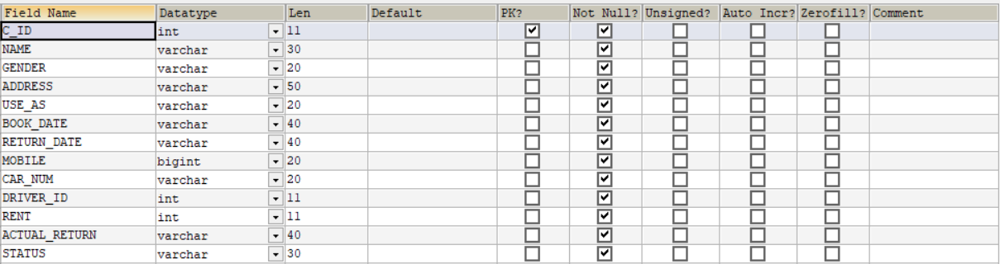 Field Name Datatype Len Default PK? Not Null? Unsigned? Auto Incr? Zerofill? Comment
C_ID int 11
NAME varchar 30
GENDER varchar 20
ADDRESS varchar 50
USE_AS varchar 20
BOOK_DATE varchar 40
RETURN_DATE varchar 40
MOBILE bigint 20
CAR_NUM varchar 20
DRIVER_ID int 11
RENT int 11
ACTUAL_RETURN varchar 40
STATUS varchar 30